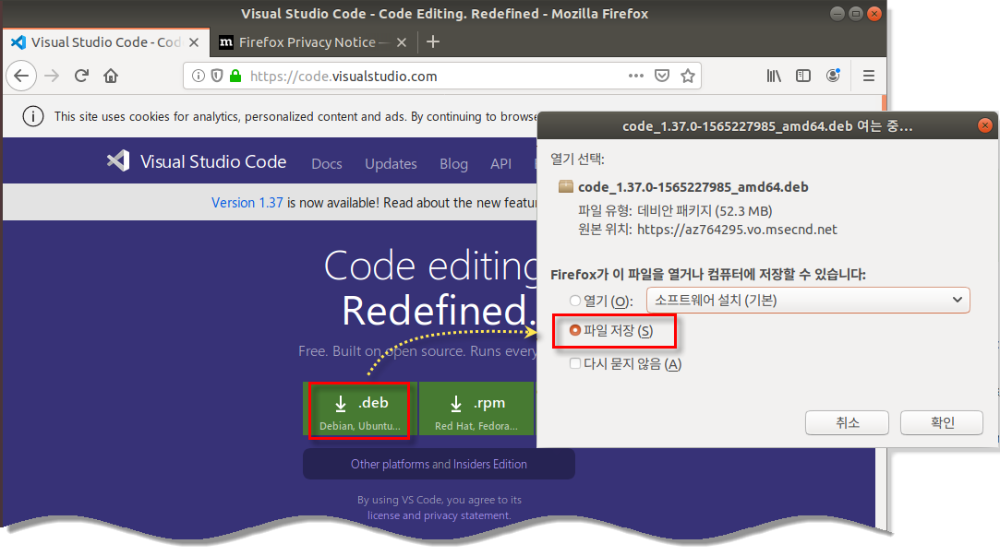 Visual Studio Code - Code Editing. Redefined - Mozilla Firefox
Visual Studio Code - Cod
m Firefox Privacy Notice —
https://code.visualstudio.com
This site uses cookies for analytics, personalized content and ads. By continuing to browse
Visual Studio Code Docs Updates Blog API
Version 1.37 is now available! Read about the new featur
Code editing
Redefined.
Free. Built on open source. Runs every
.deb
Debian, Ubuntu...
.rpm
Red Hat, Fedora...
Other platforms and Insiders Edition
By using VS Code, you agree to its
license and privacy statement.
code_1.37.0-1565227985_amd64.deb 여는 중...
열기 선택:
code_1.37.0-1565227985_amd64.deb
파일 유형: 데비안 패키지 (52.3 MB)
원본 위치: https://az764295.vo.msecnd.net
Firefox가 이 파일을 열거나 컴퓨터에 저장할 수 있습니다:
열기 (O): 소프트웨어 설치 (기본)
파일 저장 (S)
다시 묻지 않음 (A)
취소 확인